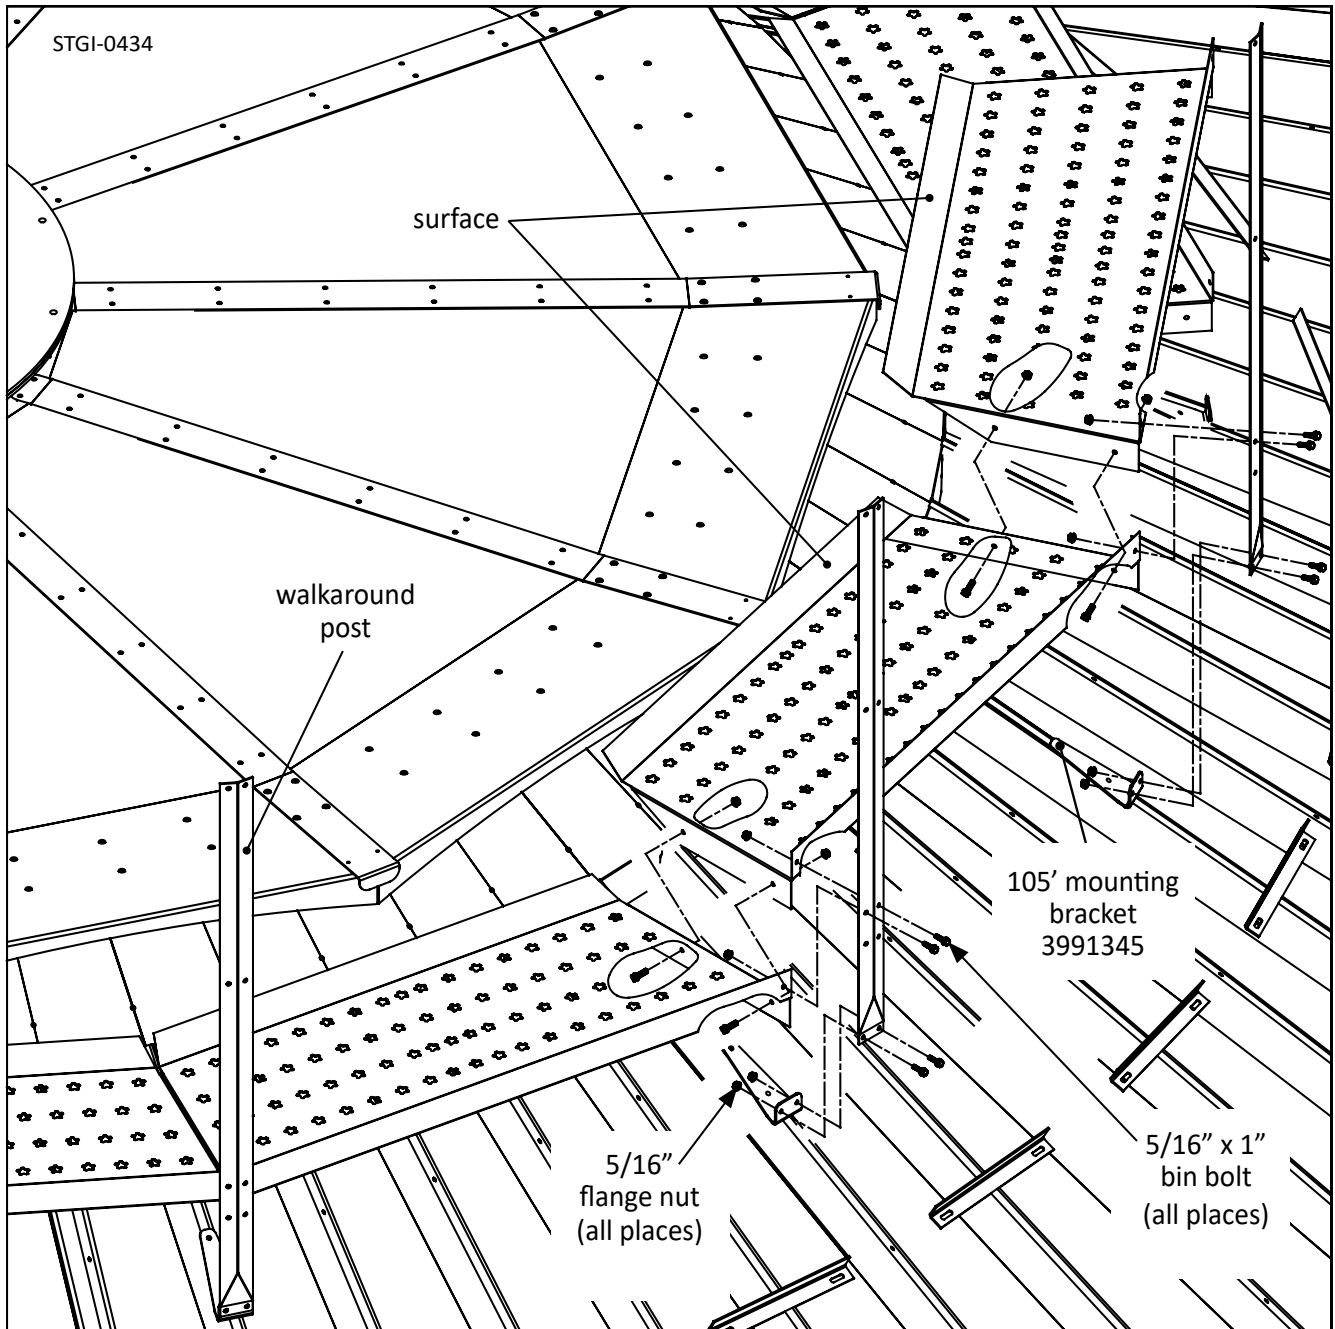 STGI-0434
surface
walkaround
post
105’ mounting
bracket
3991345
5/16” x 1”
bin bolt
(all places)
5/16”
flange nut
(all places)